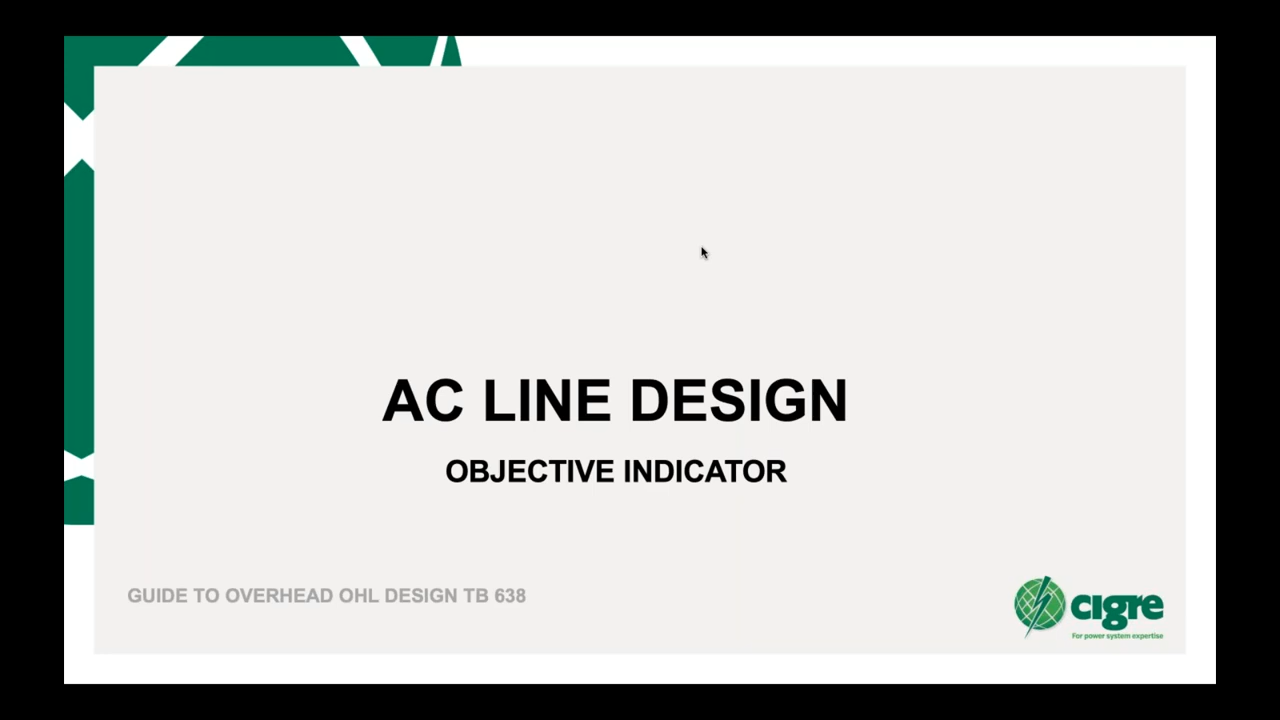 AC LINE DESIGN
OBJECTIVE INDICATOR
GUIDE TO OVERHEAD OHL DESIGN TB 638
cigre
For power system expertise